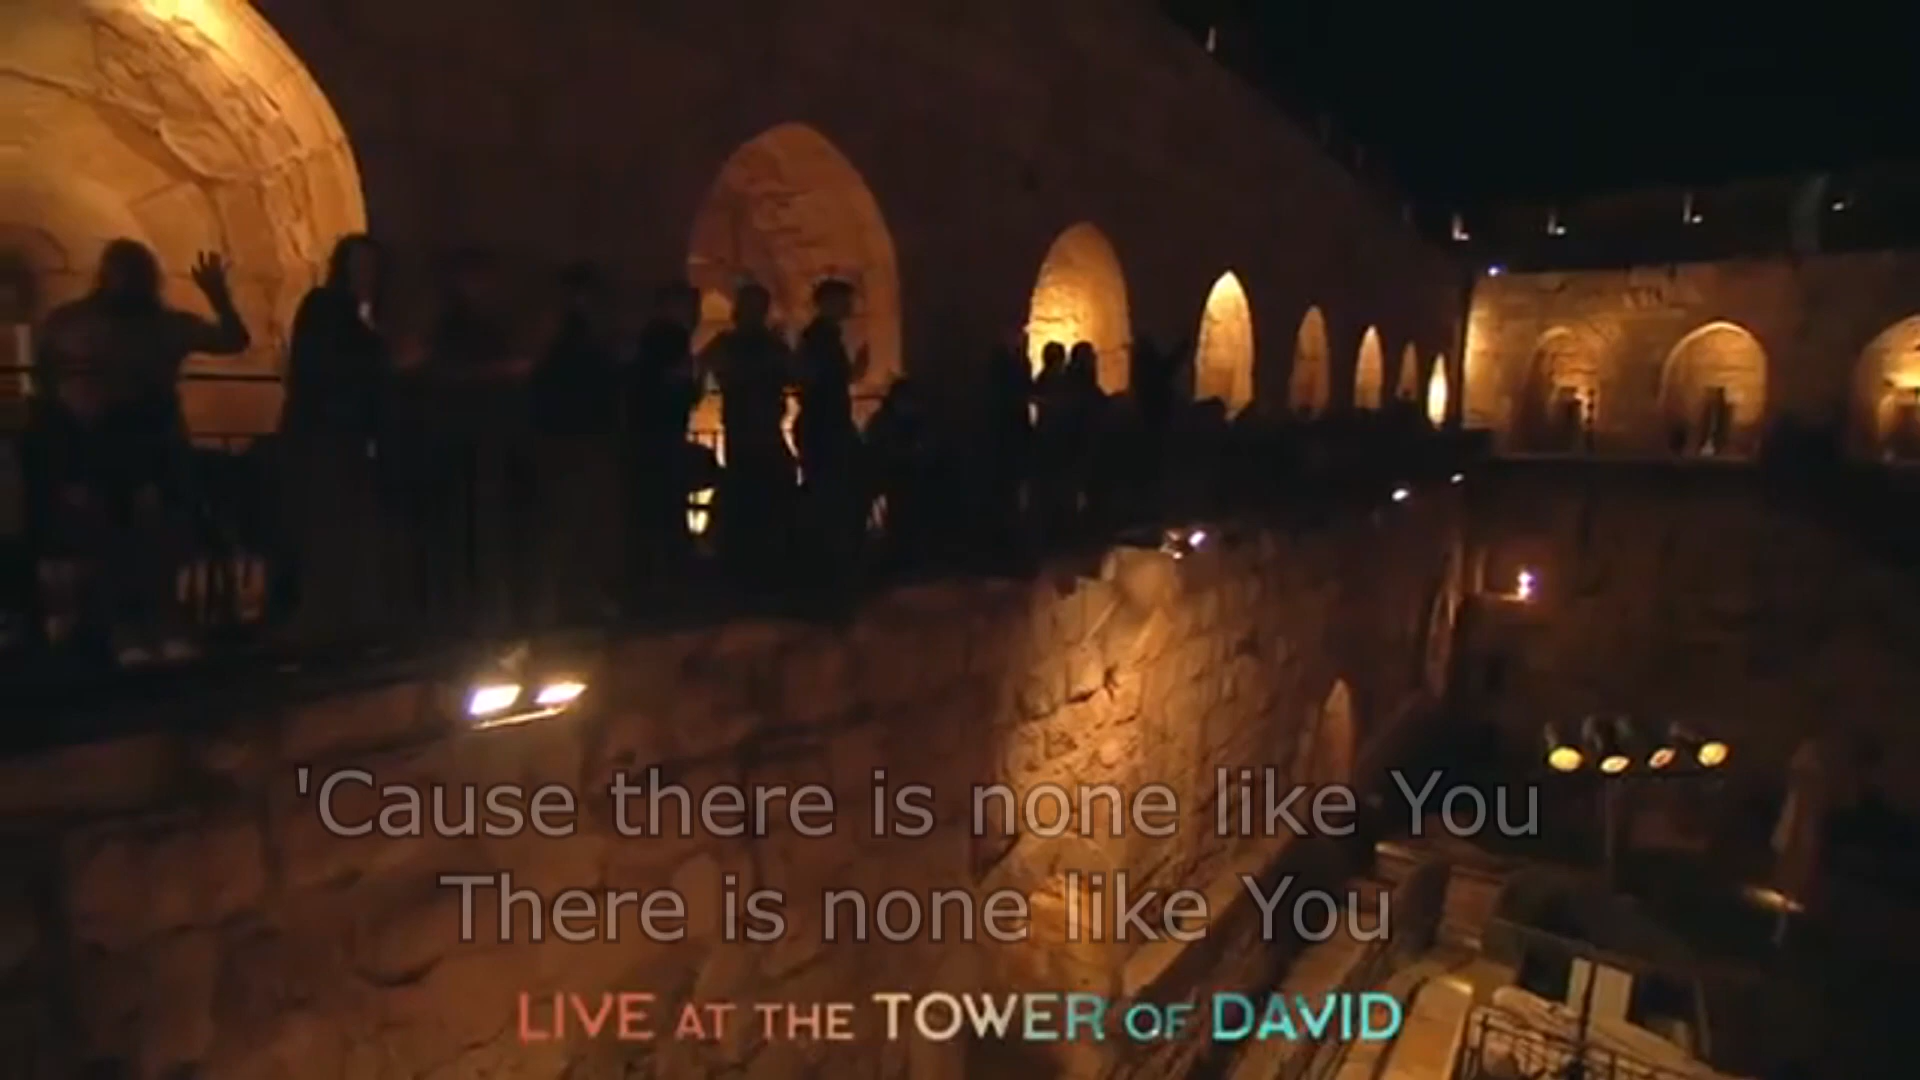 'Cause there is none like You
There is none like You
LIVE AT THE TOWER OF DAVID